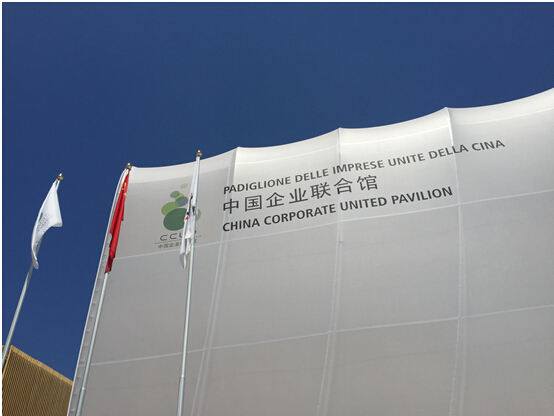 PADIGLIONE DELLE IMPRESE UNITE DELLA CINA
中国企业联合馆
CHINA CORPORATE UNITED PAVILION